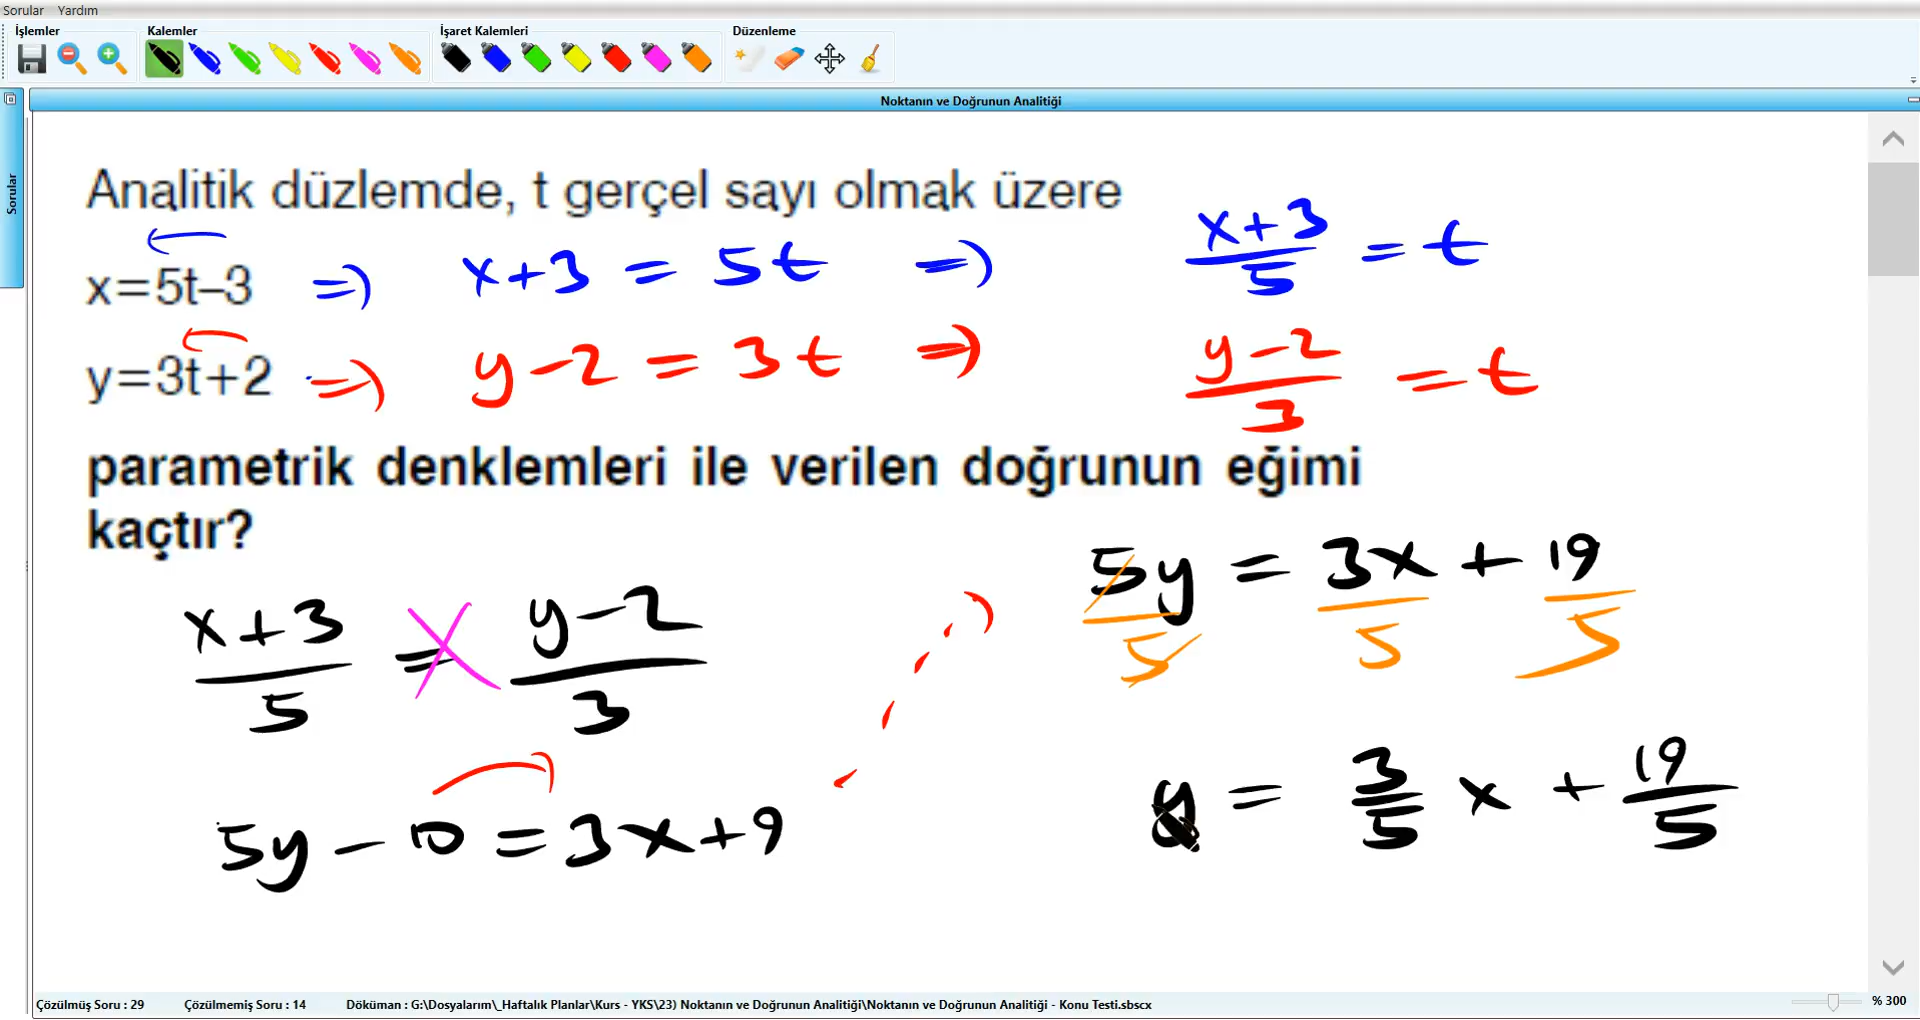 Sorular Yardım
İşlemler Kalemler İşaret Kalemleri Düzenleme
Noktanın ve Doğrunun Analitiği
Sorular
Analitik düzlemde, t gerçel sayı olmak üzere
x=5t–3 ⇒ x+3 = 5t ⇒ (x+3)/5 = t
y=3t+2 ⇒ y-2 = 3t ⇒ (y-2)/3 = t
parametrik denklemleri ile verilen doğrunun eğimi
kaçtır?
(x+3)/5 = (y-2)/3
5y - 10 = 3x+9
5y/5 = 3x/5 + 19/5
y = 3/5 x + 19/5
Çözülmüş Soru : 29 Çözülmemiş Soru : 14 Döküman : G:\Dosyalarım\_Haftalık Planlar\Kurs - YKS\23) Noktanın ve Doğrunun Analitiği\Noktanın ve Doğrunun Analitiği - Konu Testi.sbscx % 300